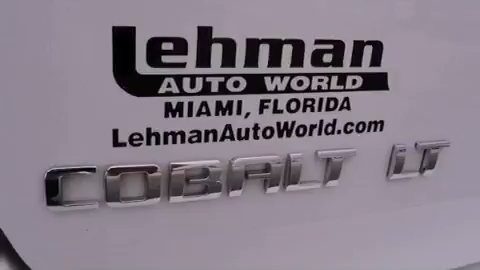 Lehman
AUTO WORLD
MIAMI, FLORIDA
LehmanAutoWorld.com
COBALT LT